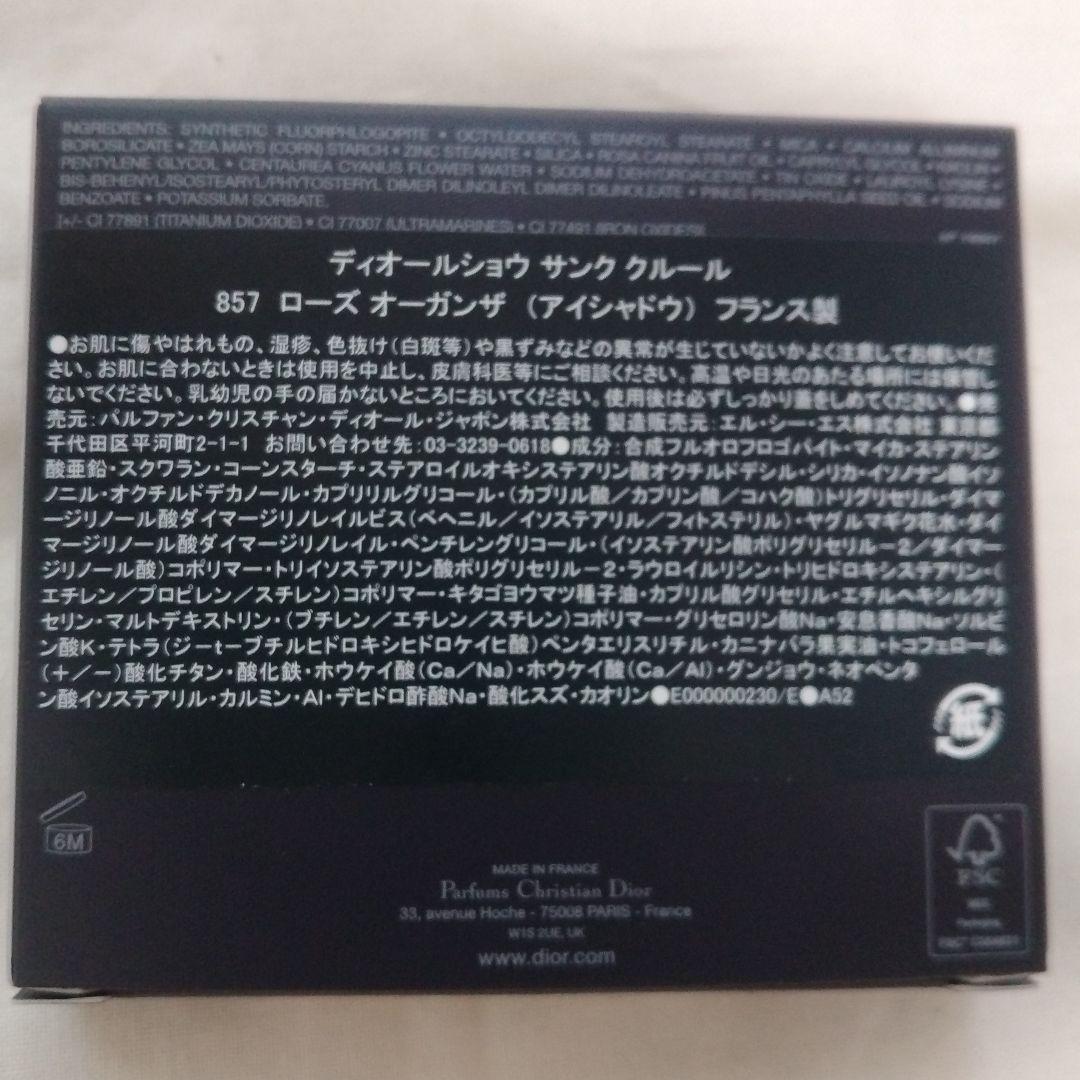 INGREDIENTS: SYNTHETIC FLUORPHLOGOPITE • OCTYLDODECYL STEAROYL STEARATE • MICA • CALCIUM ALUMINUM
BOROSILICATE • ZEA MAYS (CORN) STARCH • ZINC STEARATE • SILICA • ROSA CANINA FRUIT OIL • CAPRYLYL GLYCOL •
PENTYLENE GLYCOL • CENTAUREA CYANUS FLOWER WATER • SODIUM DEHYDROACETATE • TIN OXIDE • LAUROYL LYSINE •
BIS-BEHENYL/ISOSTEARYL/PHYTOSTERYL DIMER DILINOLEYL DIMER DILINOLEATE • PINUS PENTAPHYLLA SEED OIL • SODIUM
BENZOATE • POTASSIUM SORBATE.
[+/- CI 77891 (TITANIUM DIOXIDE) • CI 77007 (ULTRAMARINES) • CI 77491 (IRON OXIDES)].
ディオールショウ サンク クルール
857 ローズ オーガンザ (アイシャドウ) フランス製
●お肌に傷やはれもの、湿疹、色抜け(白斑等)や黒ずみなどの異常が生じていないかよく注意してお使いくだ
さい。お肌に合わないときは使用を中止し、皮膚科医等にご相談ください。高温や日光のあたる場所には保管し
ないでください。乳幼児の手の届かないところにおいてください。使用後は必ずしっかり蓋をしめてください。●発
売元:パルファン・クリスチャン・ディオール・ジャポン株式会社 製造販売元:エル・シー・エス株式会社 東京都
千代田区平河町2-1-1 お問い合わせ先:03-3239-0618●成分:合成フルオロフロゴパイト・マイカ・ステアリン
酸亜鉛・スクワラン・コーンスターチ・ステアロイルオキシステアリン酸オクチルドデシル・シリカ・イソノナン酸イソ
ノニル・オクチルドデカノール・カプリリルグリコール・(カプリル酸/カプリン酸/コハク酸)トリグリセリル・ダイマ
ージリノール酸ダイマージリノレイルビス(ベヘニル/イソステアリル/フィトステリル)・ヤグルマギク花水・ダイ
マージリノール酸ダイマージリノレイル・ペンチレングリコール・(イソステアリン酸ポリグリセリル-2/ダイマー
ジリノール酸)コポリマー・トリイソステアリン酸ポリグリセリル-2・ラウロイルリシン・トリヒドロキシステアリン・(
エチレン/プロピレン/スチレン)コポリマー・キタゴヨウマツ種子油・カプリル酸グリセリル・エチルヘキシルグリ
セリン・マルトデキストリン・(ブチレン/エチレン/スチレン)コポリマー・グリセロリン酸Na・安息香酸Na・ソルビ
ン酸K・テトラ(ジ-t-ブチルヒドロキシヒドロケイヒ酸)ペンタエリスリチル・カニナバラ果実油・トコフェロール
(+/-)酸化チタン・酸化鉄・ホウケイ酸(Ca/Na)・ホウケイ酸(Ca/Al)・グンジョウ・ネオペンタ
ン酸イソステアリル・カルミン・Al・デヒドロ酢酸Na・酸化スズ・カオリン●E000000230/E●A52
紙
6M
MADE IN FRANCE
Parfums Christian Dior
33, avenue Hoche - 75008 PARIS - France
W1S 2UE, UK
www.dior.com
FSC